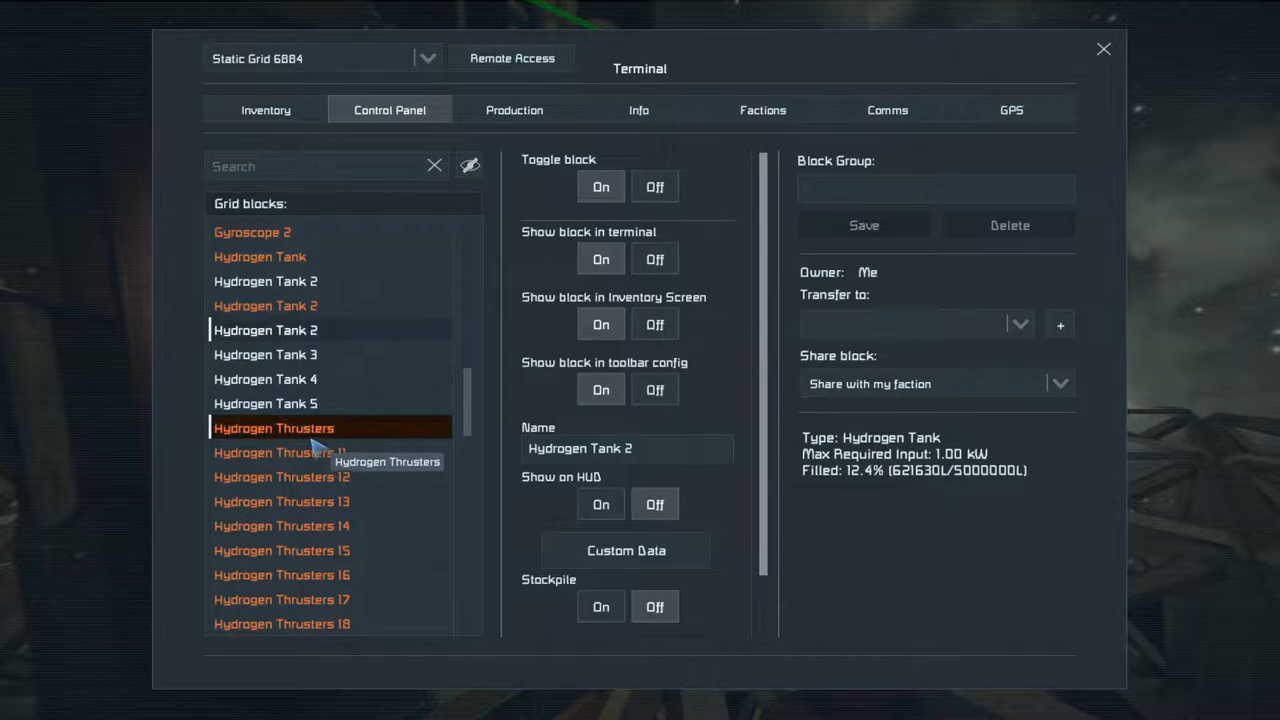 Static Grid 6884
Remote Access
Terminal
Inventory
Control Panel
Production
Info
Factions
Comms
GPS
Search
Grid blocks:
Gyroscope 2
Hydrogen Tank
Hydrogen Tank 2
Hydrogen Tank 2
Hydrogen Tank 2
Hydrogen Tank 3
Hydrogen Tank 4
Hydrogen Tank 5
Hydrogen Thrusters
Hydrogen Thrusters 11
Hydrogen Thrusters
Hydrogen Thrusters 12
Hydrogen Thrusters 13
Hydrogen Thrusters 14
Hydrogen Thrusters 15
Hydrogen Thrusters 16
Hydrogen Thrusters 17
Hydrogen Thrusters 18
Toggle block
On
Off
Show block in terminal
On
Off
Show block in Inventory Screen
On
Off
Show block in toolbar config
On
Off
Name
Hydrogen Tank 2
Show on HUD
On
Off
Custom Data
Stockpile
On
Off
Block Group:
Save
Delete
Owner: Me
Transfer to:
+
Share block:
Share with my faction
Type: Hydrogen Tank
Max Required Input: 1.00 kW
Filled: 12.4% (621630L/5000000L)